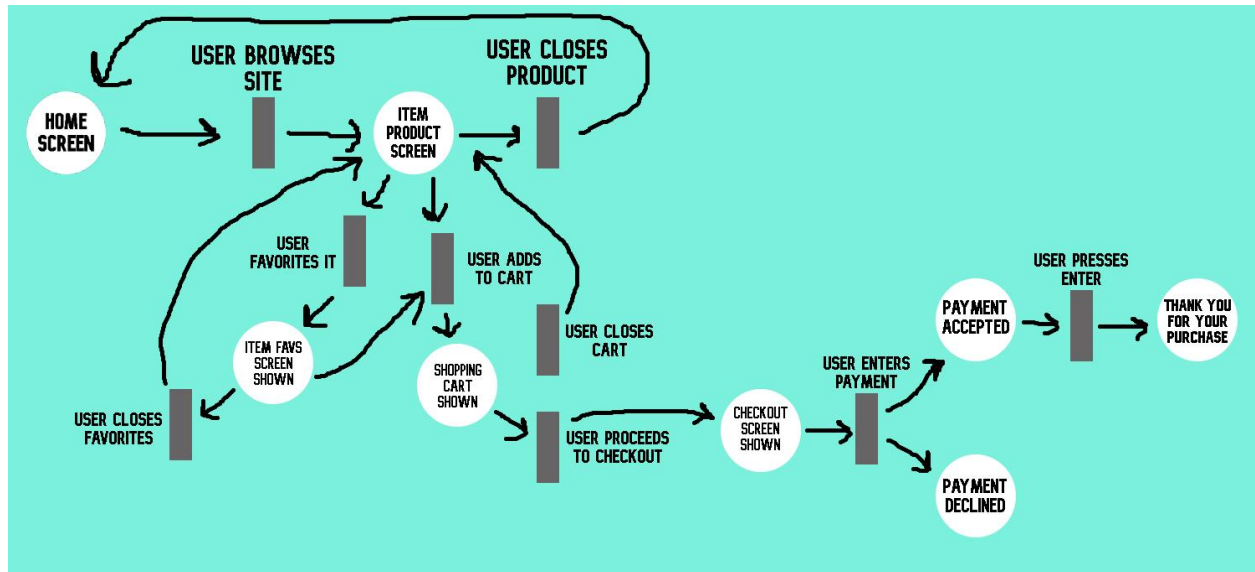 HOME
SCREEN
USER BROWSES
SITE
ITEM
PRODUCT
SCREEN
USER CLOSES
PRODUCT
USER
FAVORITES IT
USER ADDS
TO CART
ITEM FAVS
SCREEN
SHOWN
USER CLOSES
FAVORITES
SHOPPING
CART
SHOWN
USER CLOSES
CART
USER PROCEEDS
TO CHECKOUT
CHECKOUT
SCREEN
SHOWN
USER ENTERS
PAYMENT
PAYMENT
ACCEPTED
PAYMENT
DECLINED
USER PRESSES
ENTER
THANK YOU
FOR YOUR
PURCHASE